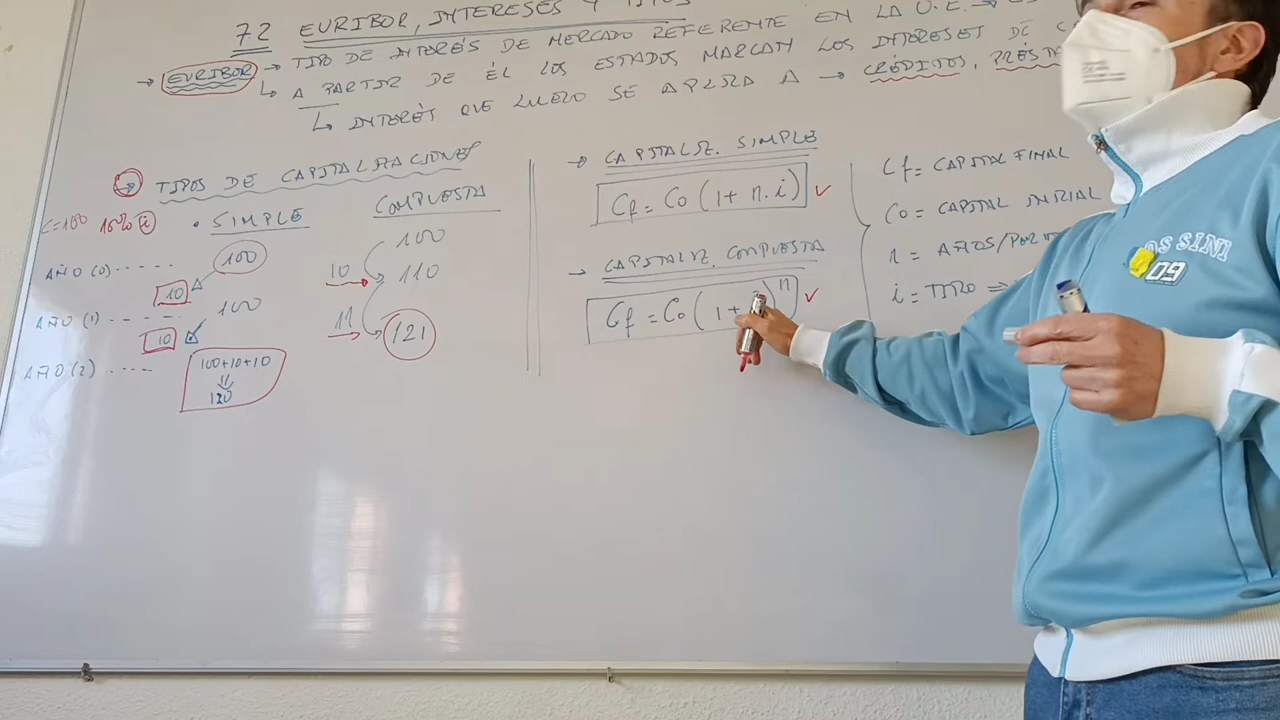 72 EURIBOR, INTERESES Y TIPOS
→ EURIBOR → TIPO DE INTERÉS DE MERCADO REFERENTE EN LA U.E. →
↳ A PARTIR DE ÉL LOS ESTADOS MARCAN LOS INTERESES DE
↳ INTERÉS QUE LUEGO SE APLICA A → CRÉDITOS,
→ TIPOS DE CAPITALIZACIONES
C=100 10% i
• SIMPLE
COMPUESTA
AÑO (0) ····· 100
10
AÑO (1) ····· 100
10
AÑO (2) ····
100+10+10
120
100
10 110
11 121
→ CAPITALIZ. SIMPLE
Cf = Co (1 + n.i) ✓
→ CAPITALIZ. COMPUESTA
Cf = Co (1 + )ⁿ ✓
Cf = CAPITAL FINAL
Co = CAPITAL INICIAL
n = AÑOS/
i = TIPO ⇒
OS SINI
09